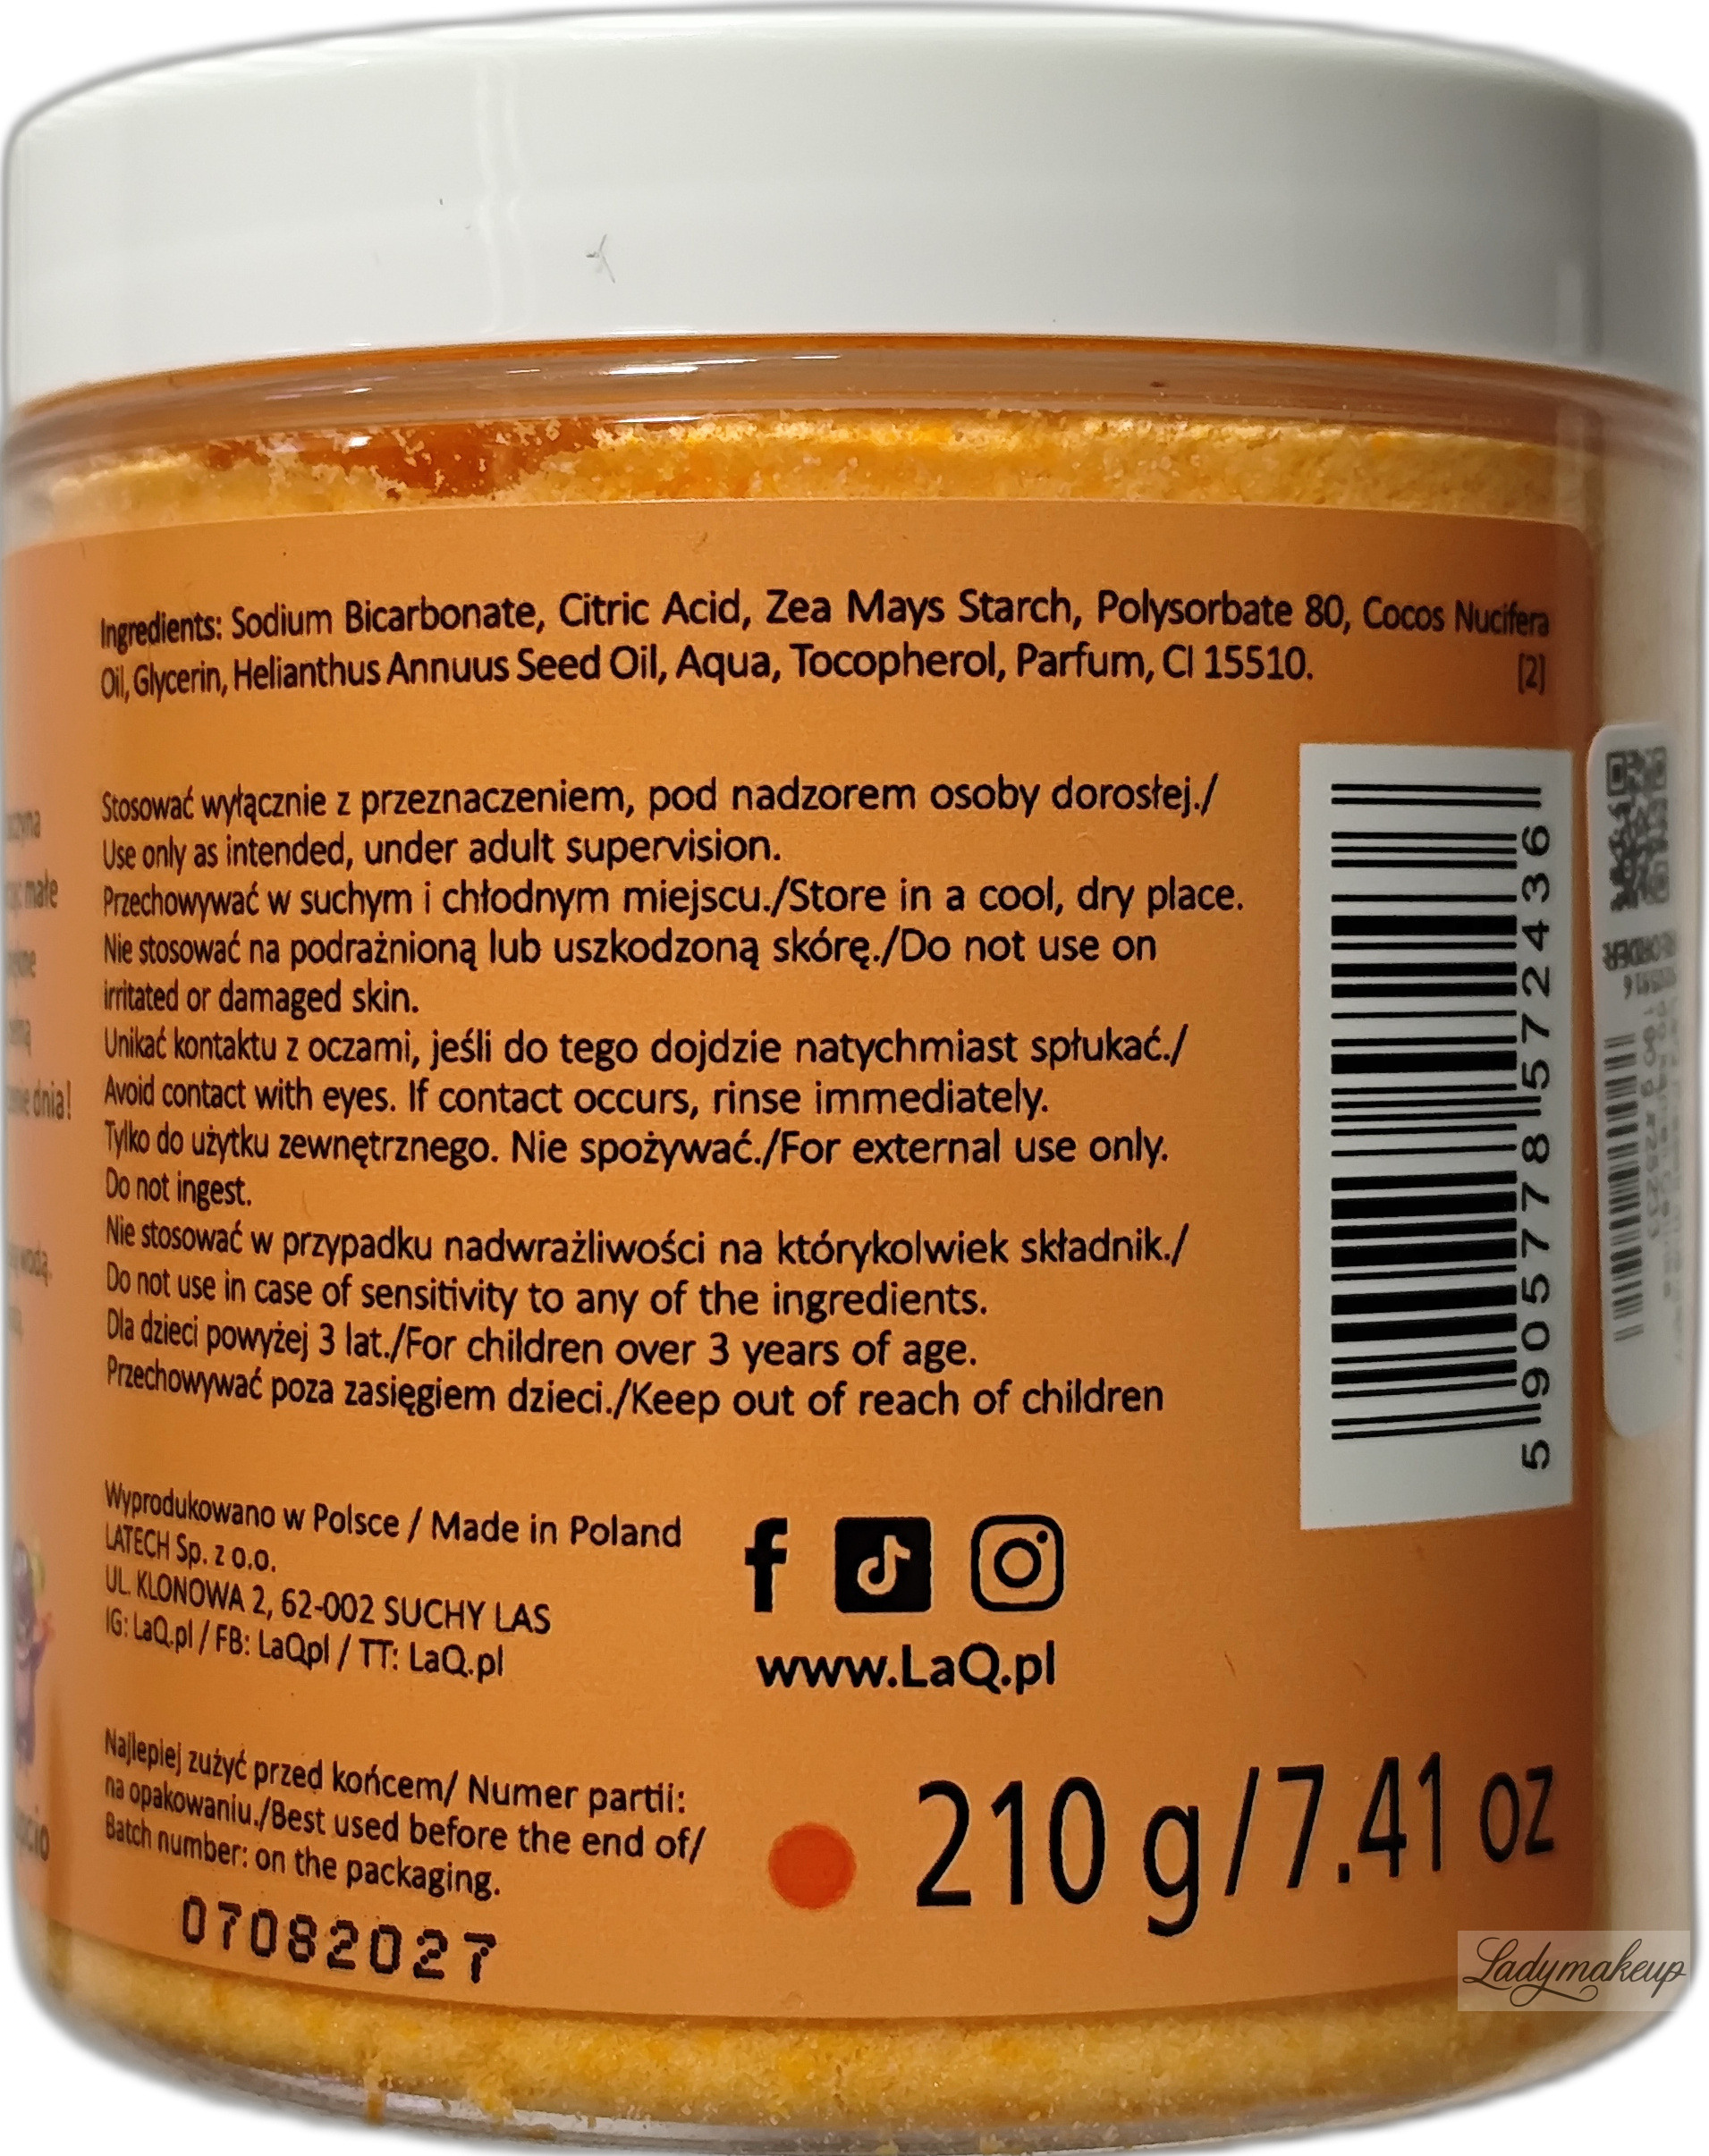 Ingredients: Sodium Bicarbonate, Citric Acid, Zea Mays Starch, Polysorbate 80, Cocos Nucifera
Oil, Glycerin, Helianthus Annuus Seed Oil, Aqua, Tocopherol, Parfum, CI 15510. [2]
Stosować wyłącznie z przeznaczeniem, pod nadzorem osoby dorosłej./
Use only as intended, under adult supervision.
Przechowywać w suchym i chłodnym miejscu./Store in a cool, dry place.
Nie stosować na podrażnioną lub uszkodzoną skórę./Do not use on
irritated or damaged skin.
Unikać kontaktu z oczami, jeśli do tego dojdzie natychmiast spłukać./
Avoid contact with eyes. If contact occurs, rinse immediately.
Tylko do użytku zewnętrznego. Nie spożywać./For external use only.
Do not ingest.
Nie stosować w przypadku nadwrażliwości na którykolwiek składnik./
Do not use in case of sensitivity to any of the ingredients.
Dla dzieci powyżej 3 lat./For children over 3 years of age.
Przechowywać poza zasięgiem dzieci./Keep out of reach of children
małe
dnia!
wodą.
5 905778 572436
Wyprodukowano w Polsce / Made in Poland
LATECH Sp. z o.o.
UL. KLONOWA 2, 62-002 SUCHY LAS
IG: LaQ.pl / FB: LaQpl / TT: LaQ.pl
www.LaQ.pl
Najlepiej zużyć przed końcem/ Numer partii:
na opakowaniu./Best used before the end of/
Batch number: on the packaging.
07082027
210 g/7.41 oz
Ladymakeup